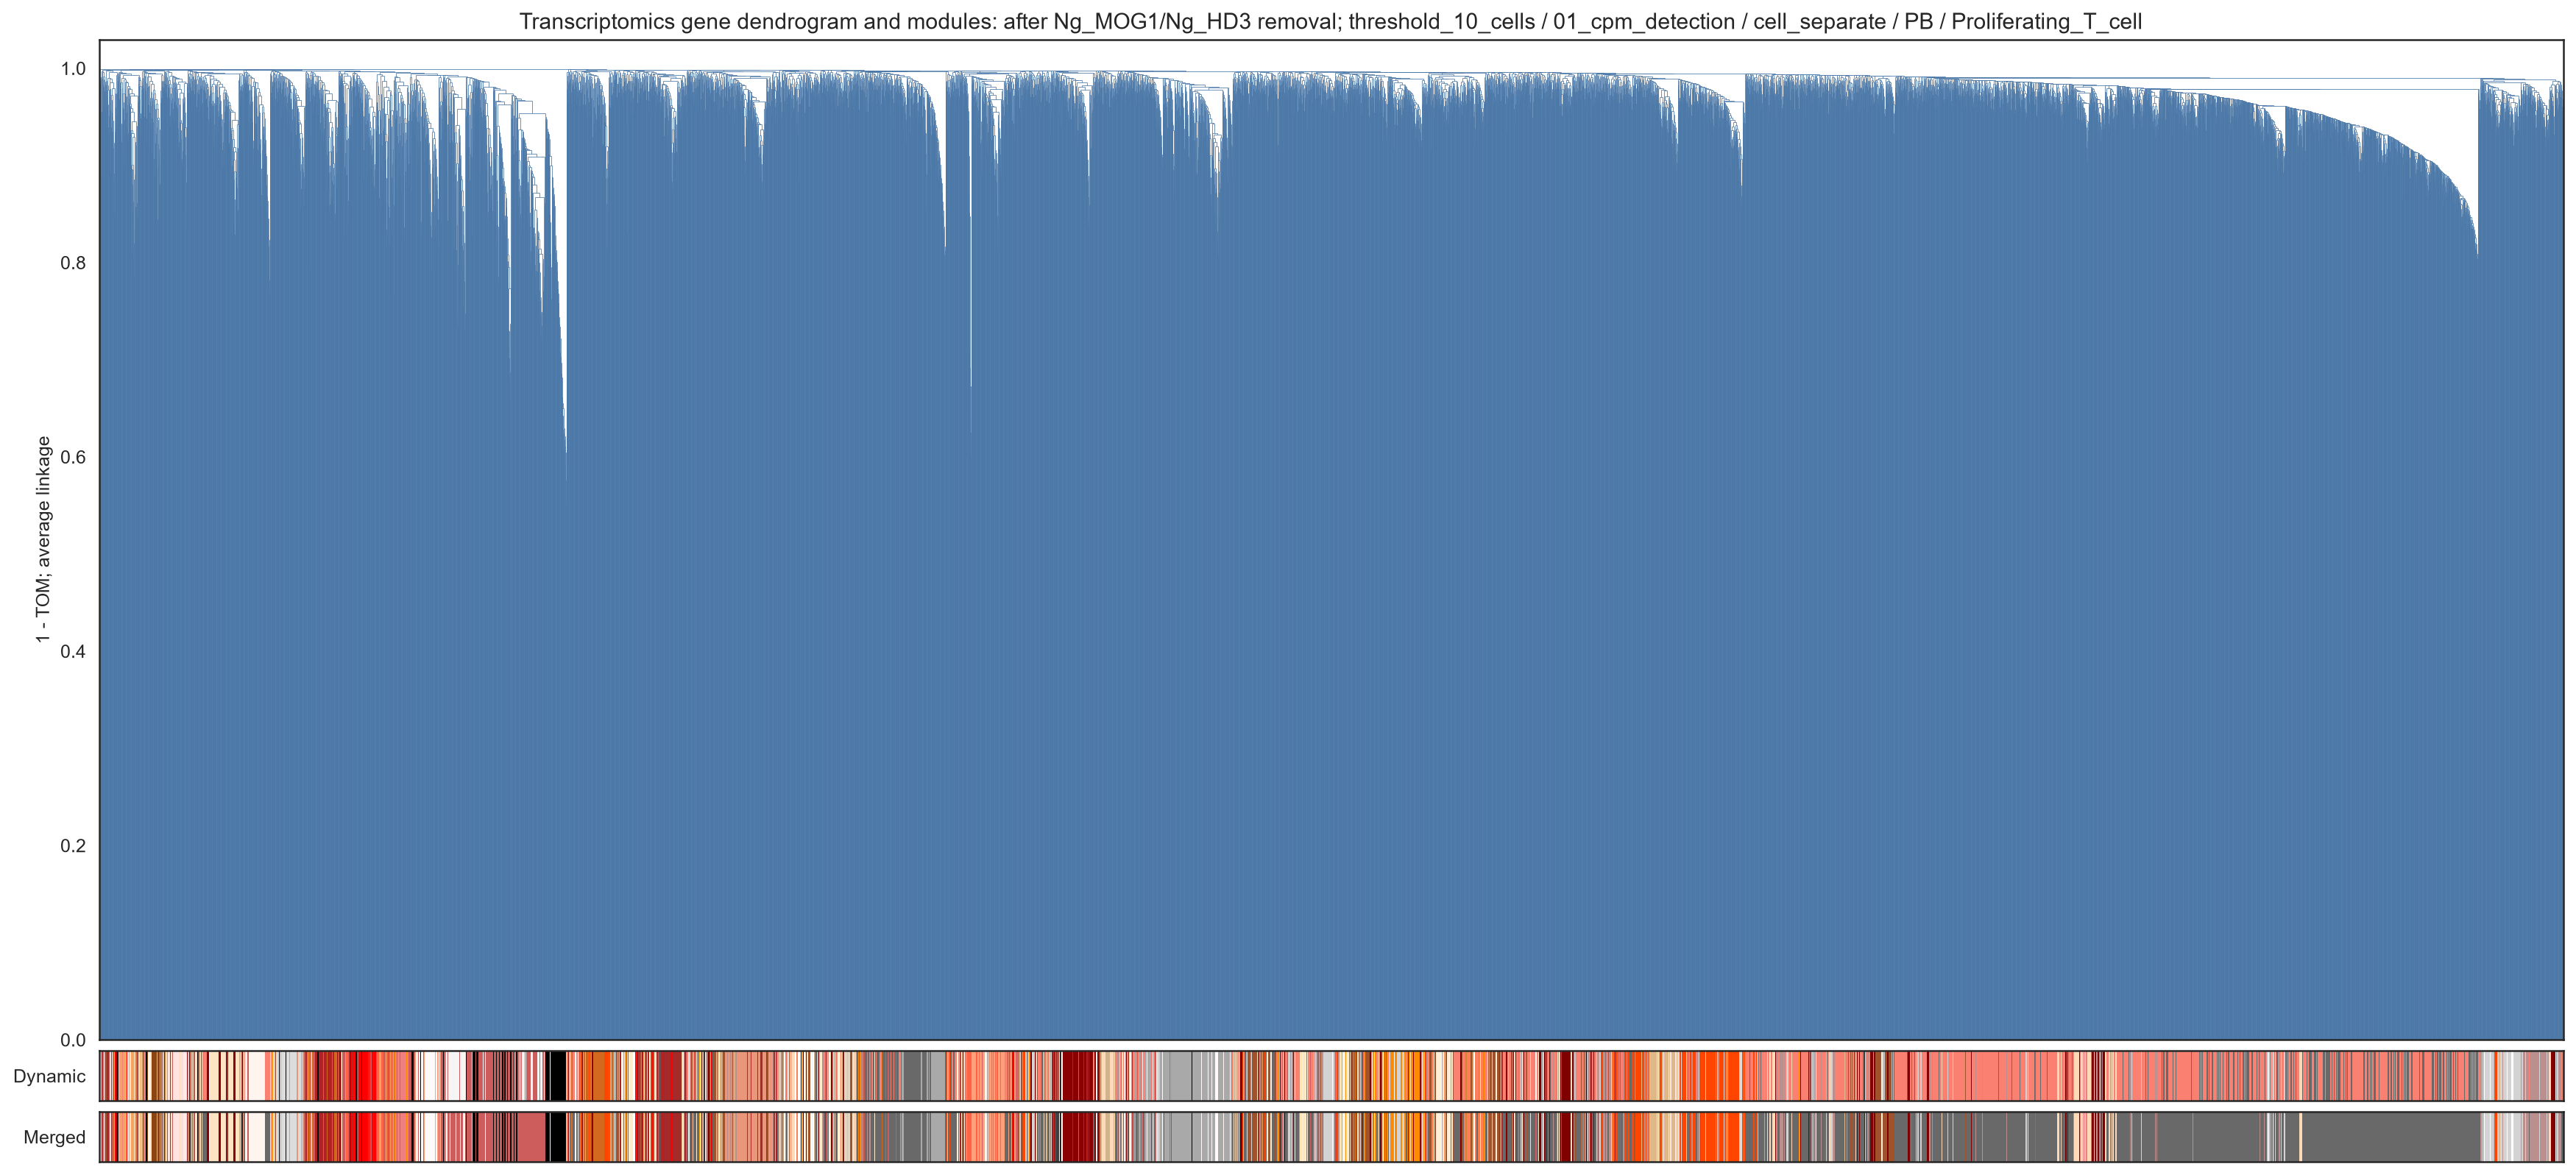 Transcriptomics gene dendrogram and modules: after Ng_MOG1/Ng_HD3 removal; threshold_10_cells / 01_cpm_detection / cell_separate / PB / Proliferating_T_cell
1.0
0.8
0.6
0.4
0.2
0.0
1 - TOM; average linkage
Dynamic
Merged